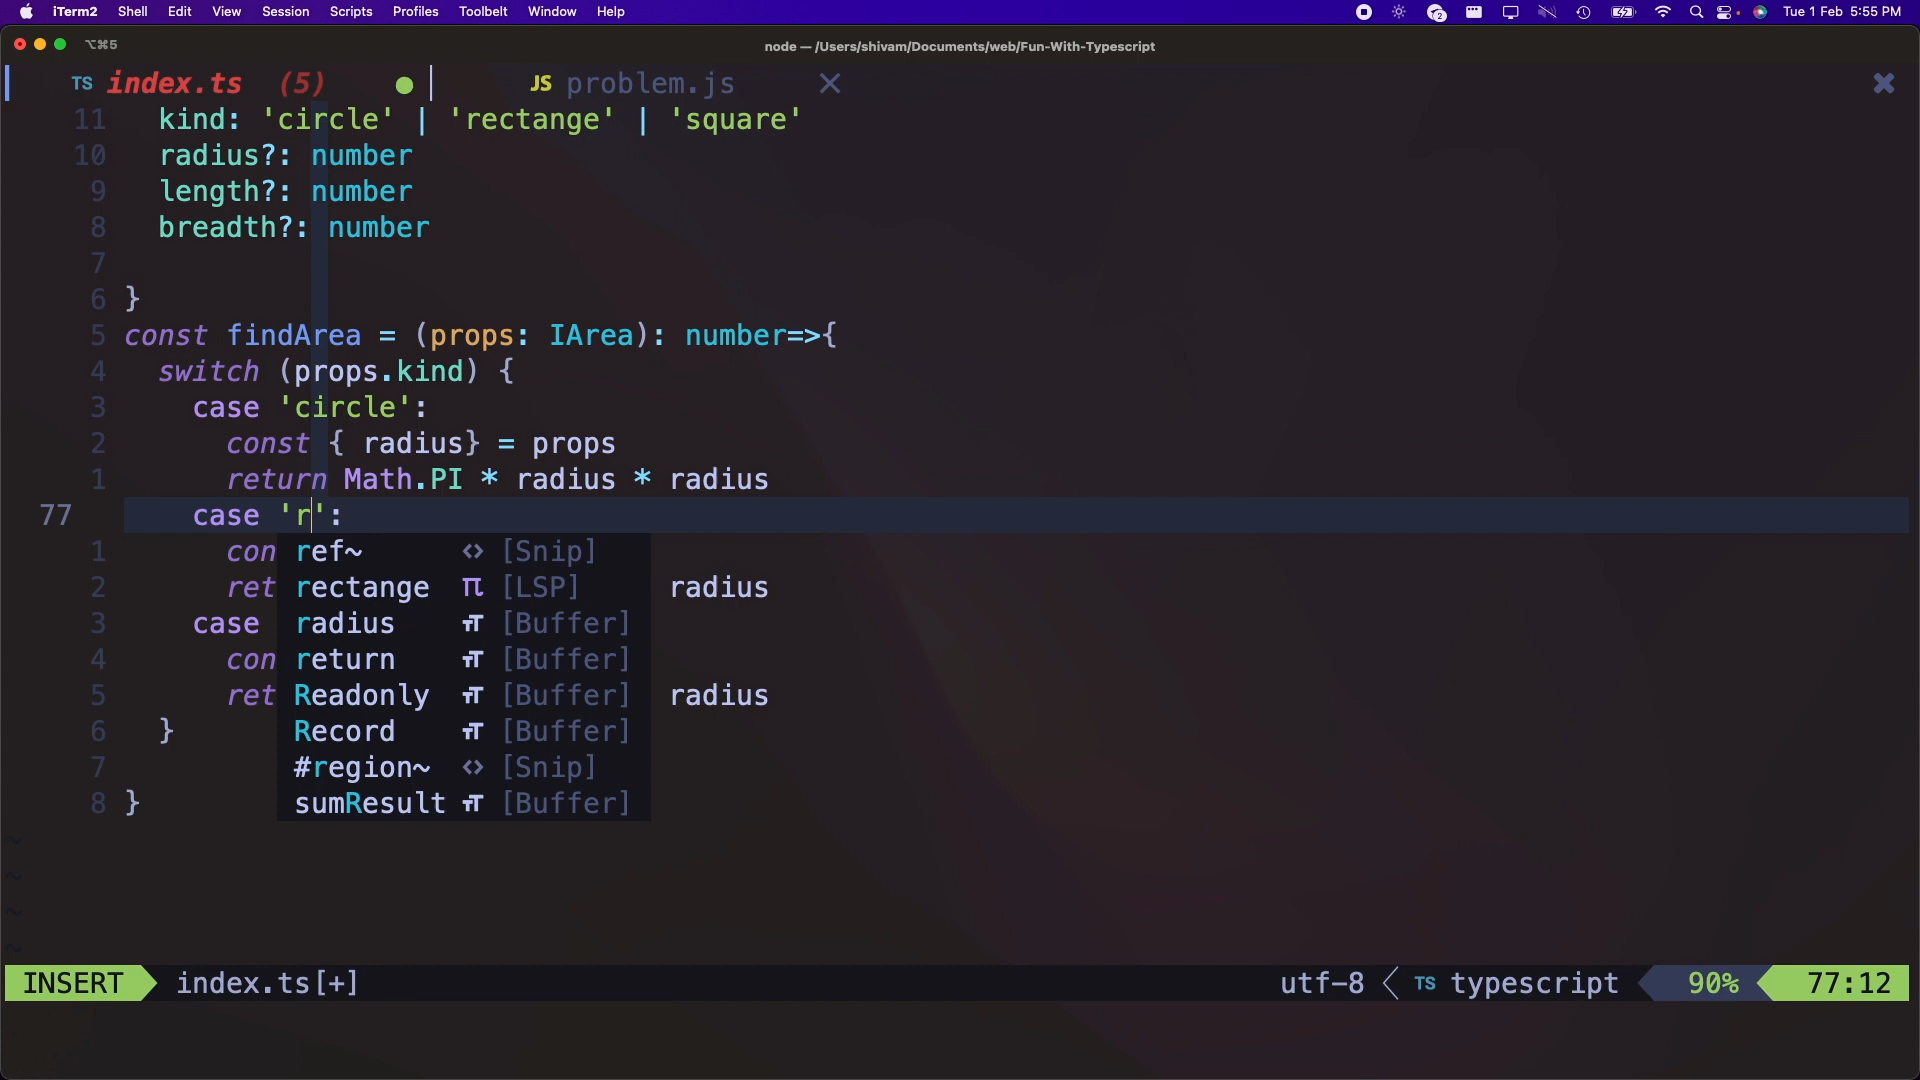 iTerm2 Shell Edit View Session Scripts Profiles Toolbelt Window Help 2 Tue 1 Feb 5:55 PM
⌥⌘5 node — /Users/shivam/Documents/web/Fun-With-Typescript
TS index.ts (5) JS problem.js
11 kind: 'circle' | 'rectange' | 'square'
10 radius?: number
9 length?: number
8 breadth?: number
7
6 }
5 const findArea = (props: IArea): number=>{
4 switch (props.kind) {
3 case 'circle':
2 const { radius} = props
1 return Math.PI * radius * radius
77 case 'r':
1 con ref~ <> [Snip]
2 ret rectange [LSP] radius
3 case radius [Buffer]
4 con return [Buffer]
5 ret Readonly [Buffer] radius
6 } Record [Buffer]
7 #region~ <> [Snip]
8 } sumResult [Buffer]
~
~
~
~
INSERT index.ts[+] utf-8 < TS typescript 90% 77:12